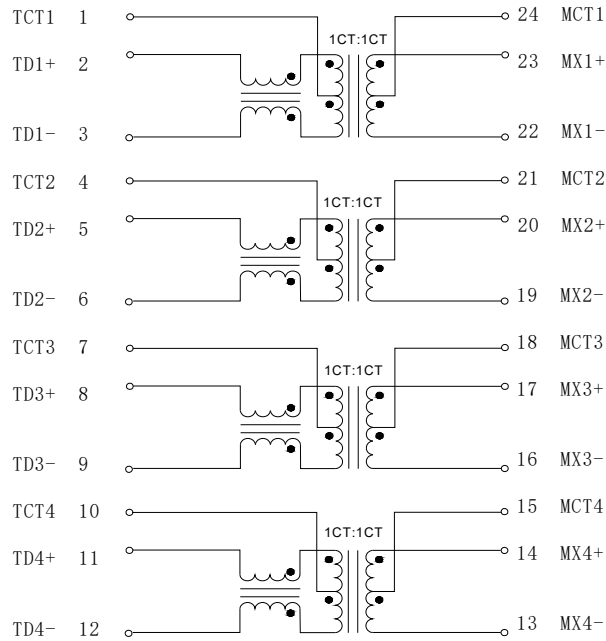 TCT1 1 24 MCT1
1CT:1CT
TD1+ 2 23 MX1+
TD1- 3 22 MX1-
TCT2 4 21 MCT2
1CT:1CT
TD2+ 5 20 MX2+
TD2- 6 19 MX2-
TCT3 7 18 MCT3
1CT:1CT
TD3+ 8 17 MX3+
TD3- 9 16 MX3-
TCT4 10 15 MCT4
1CT:1CT
TD4+ 11 14 MX4+
TD4- 12 13 MX4-